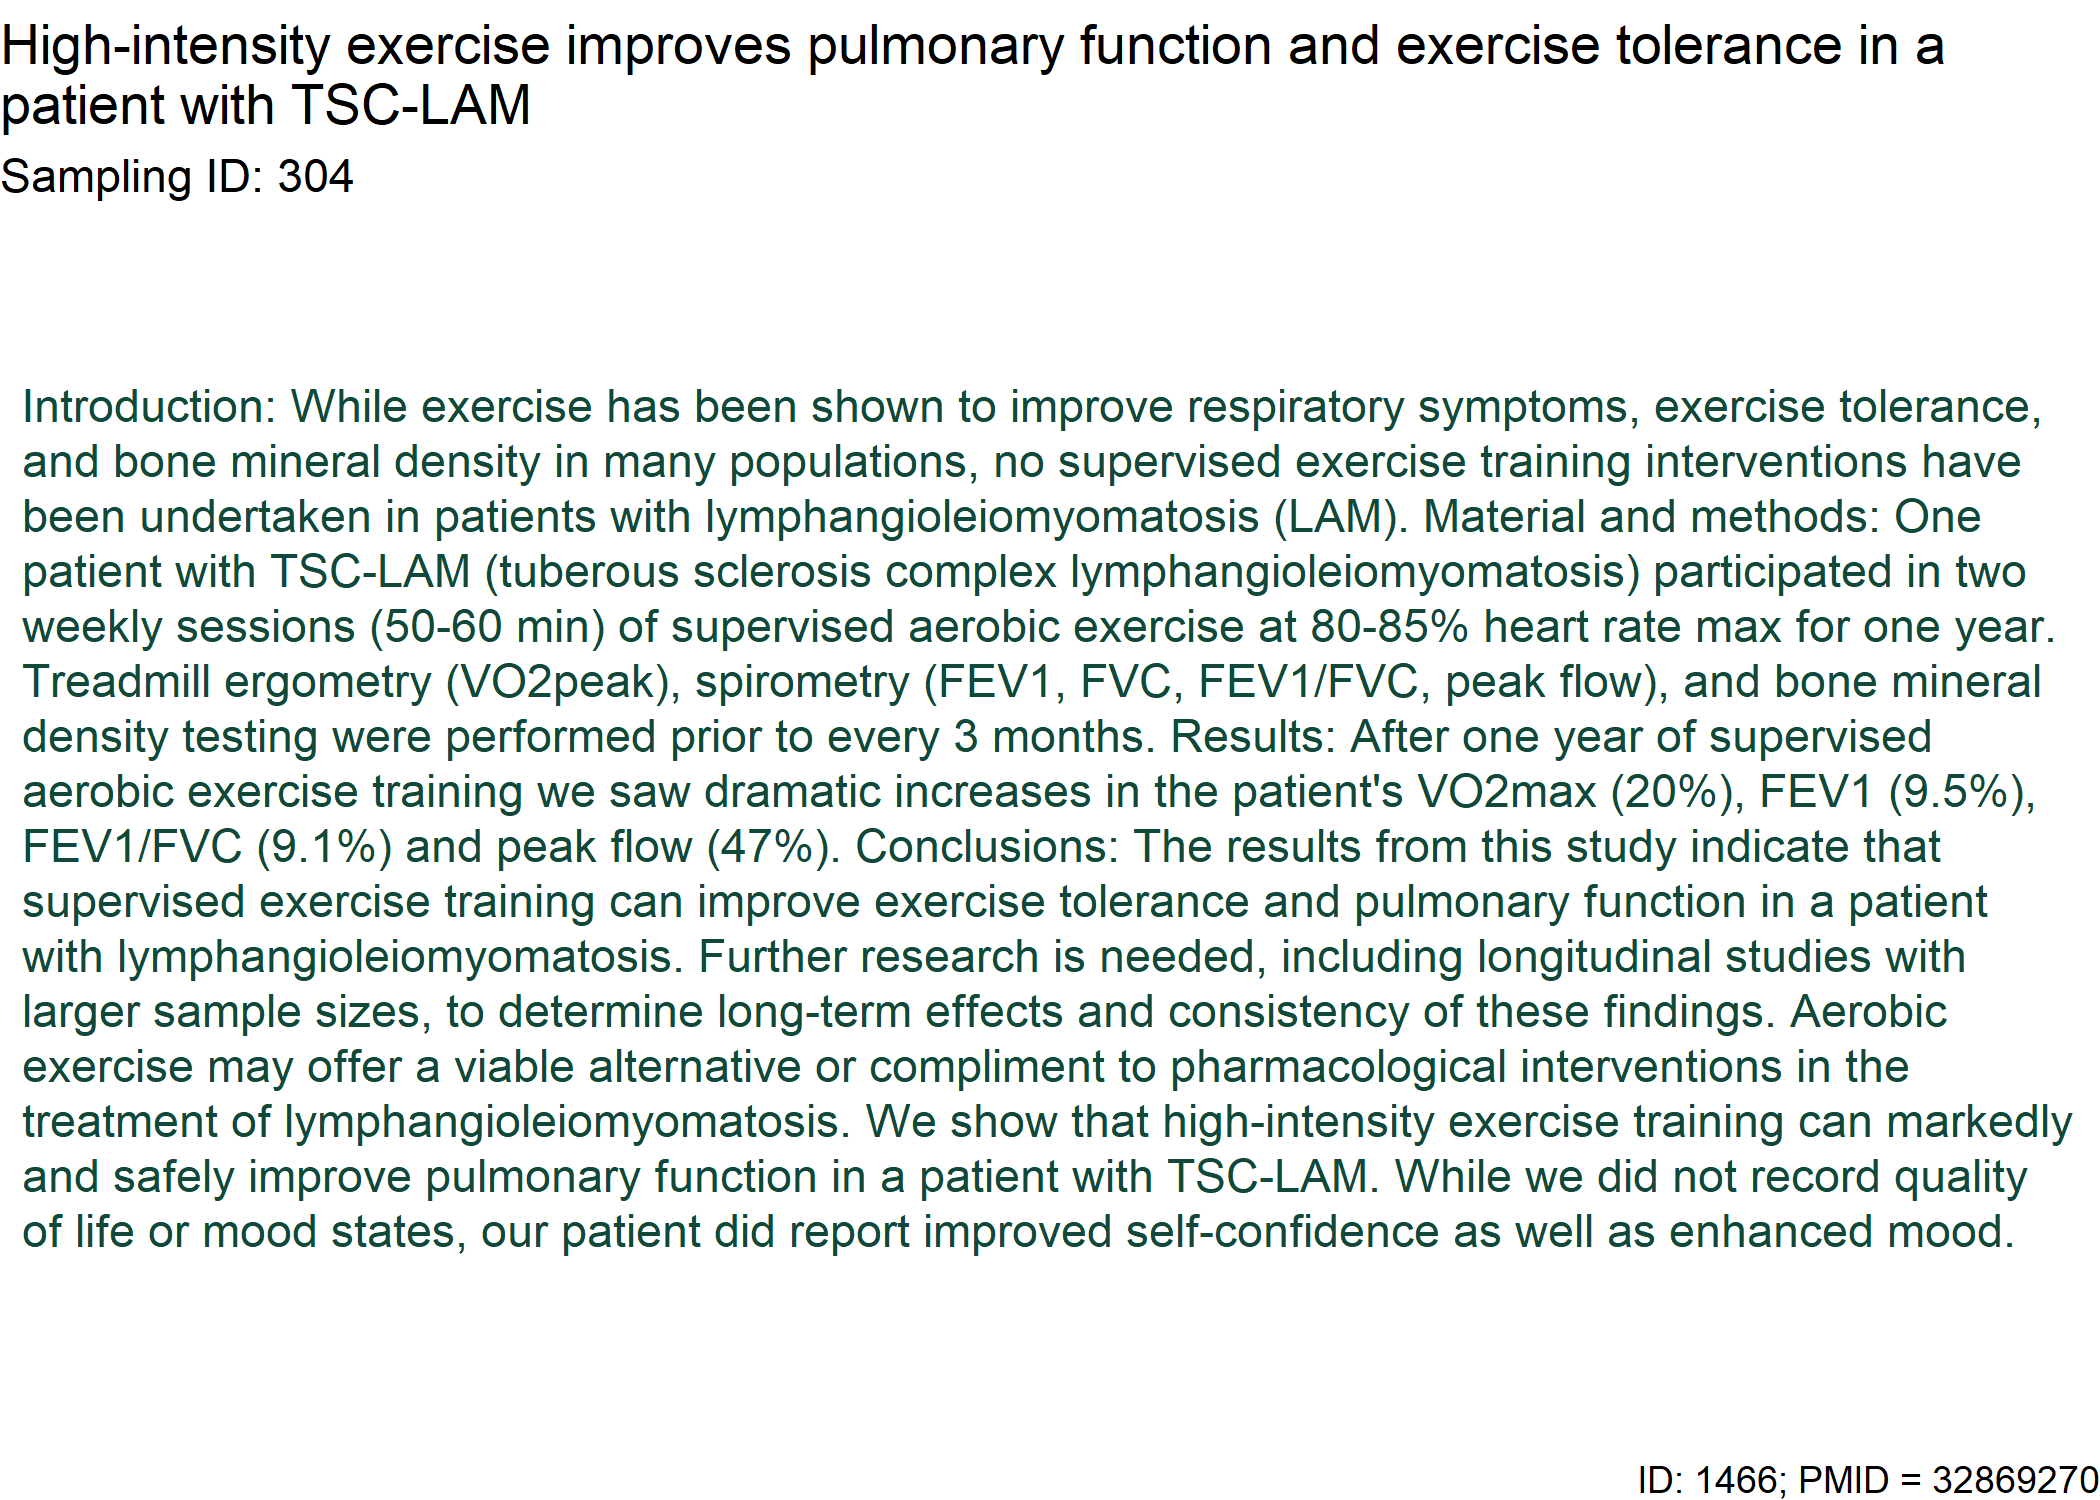 High-intensity exercise improves pulmonary function and exercise tolerance in a
patient with TSC-LAM
Sampling ID: 304
Introduction: While exercise has been shown to improve respiratory symptoms, exercise tolerance,
and bone mineral density in many populations, no supervised exercise training interventions have
been undertaken in patients with lymphangioleiomyomatosis (LAM). Material and methods: One
patient with TSC-LAM (tuberous sclerosis complex lymphangioleiomyomatosis) participated in two
weekly sessions (50-60 min) of supervised aerobic exercise at 80-85% heart rate max for one year.
Treadmill ergometry (VO2peak), spirometry (FEV1, FVC, FEV1/FVC, peak flow), and bone mineral
density testing were performed prior to every 3 months. Results: After one year of supervised
aerobic exercise training we saw dramatic increases in the patient's VO2max (20%), FEV1 (9.5%),
FEV1/FVC (9.1%) and peak flow (47%). Conclusions: The results from this study indicate that
supervised exercise training can improve exercise tolerance and pulmonary function in a patient
with lymphangioleiomyomatosis. Further research is needed, including longitudinal studies with
larger sample sizes, to determine long-term effects and consistency of these findings. Aerobic
exercise may offer a viable alternative or compliment to pharmacological interventions in the
treatment of lymphangioleiomyomatosis. We show that high-intensity exercise training can markedly
and safely improve pulmonary function in a patient with TSC-LAM. While we did not record quality
of life or mood states, our patient did report improved self-confidence as well as enhanced mood.
ID: 1466; PMID = 32869270